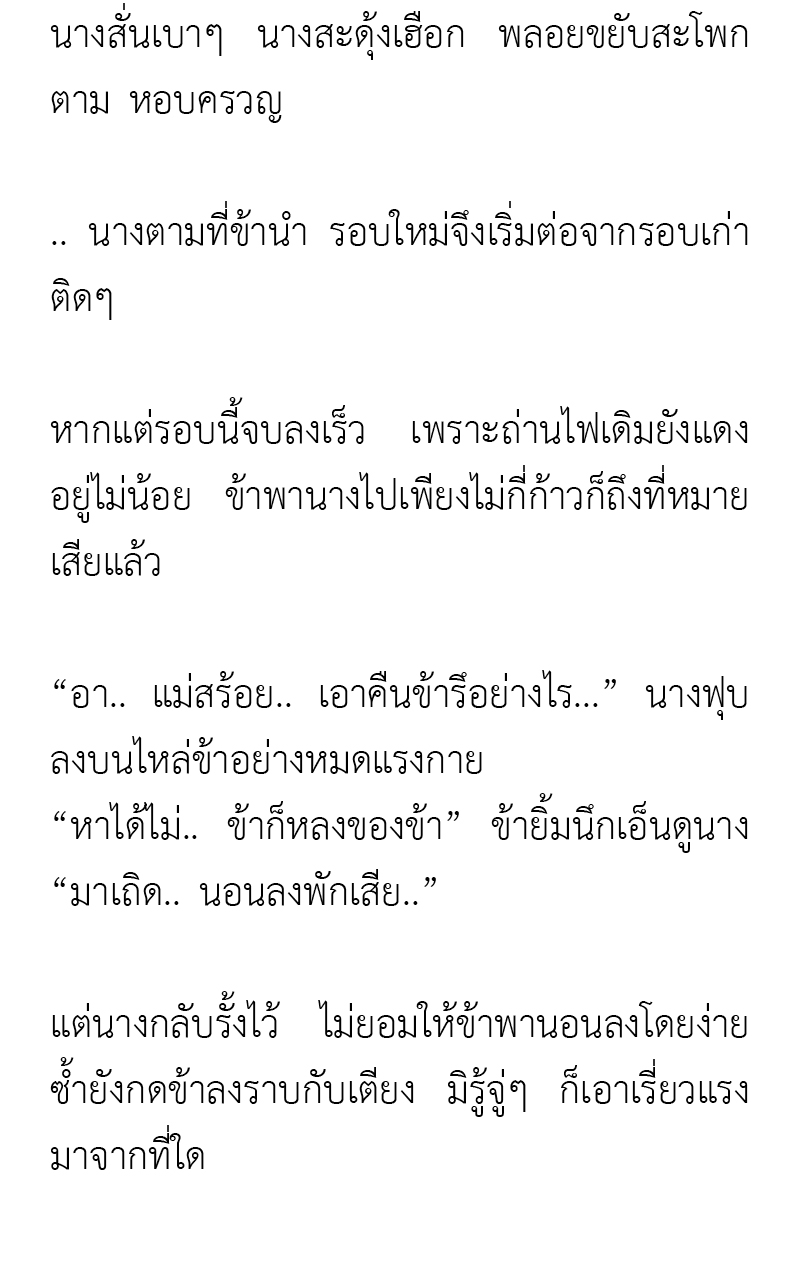 นางสั่นเบาๆ นางสะดุ้งเฮือก พลอยขยับสะโพก
ตาม หอบครวญ
.. นางตามที่ข้านำ รอบใหม่จึงเริ่มต่อจากรอบเก่า
ติดๆ
หากแต่รอบนี้จบลงเร็ว เพราะถ่านไฟเดิมยังแดง
อยู่ไม่น้อย ข้าพานางไปเพียงไม่กี่ก้าวก็ถึงที่หมาย
เสียแล้ว
“อา.. แม่สร้อย.. เอาคืนข้ารึอย่างไร...” นางฟุบ
ลงบนไหล่ข้าอย่างหมดแรงกาย
“หาได้ไม่.. ข้าก็หลงของข้า” ข้ายิ้มนึกเอ็นดูนาง
“มาเถิด.. นอนลงพักเสีย..”
แต่นางกลับรั้งไว้ ไม่ยอมให้ข้าพานอนลงโดยง่าย
ซ้ำยังกดข้าลงราบกับเตียง มิรู้จู่ๆ ก็เอาเรี่ยวแรง
มาจากที่ใด